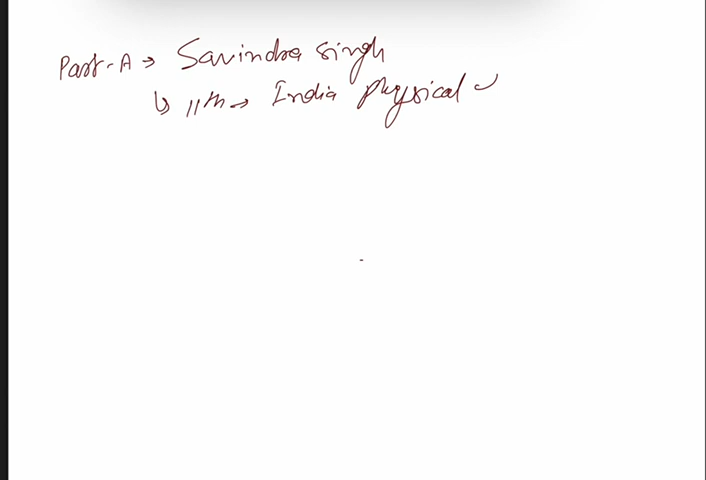 Part-A → Savindra Singh
↳ 11th → India Physical